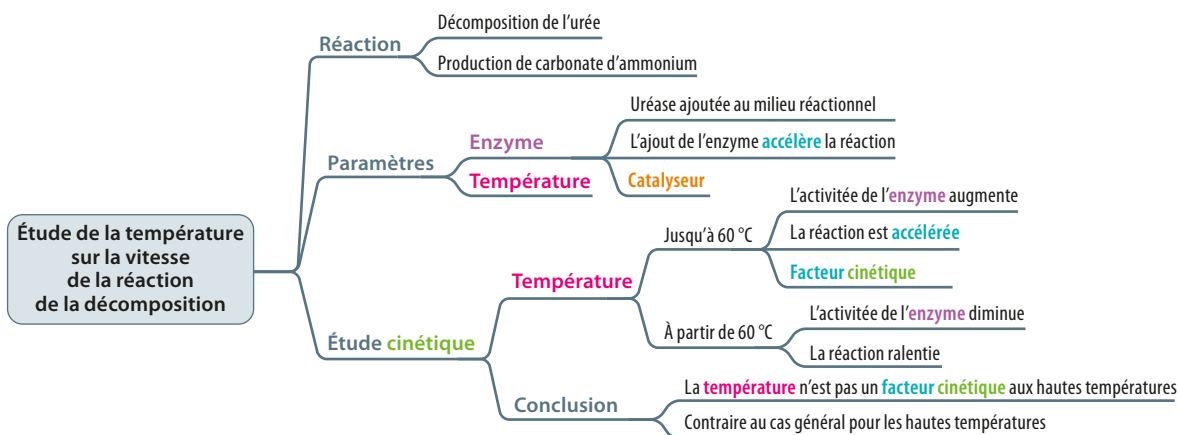 Étude de la température
sur la vitesse
de la réaction
de la décomposition
Réaction
Décomposition de l'urée
Production de carbonate d'ammonium
Paramètres
Enzyme
Uréase ajoutée au milieu réactionnel
L'ajout de l'enzyme accélère la réaction
Catalyseur
Température
Étude cinétique
Température
Jusqu'à 60 °C
L'activitée de l'enzyme augmente
La réaction est accélérée
Facteur cinétique
À partir de 60 °C
L'activitée de l'enzyme diminue
La réaction ralentie
Conclusion
La température n'est pas un facteur cinétique aux hautes températures
Contraire au cas général pour les hautes températures